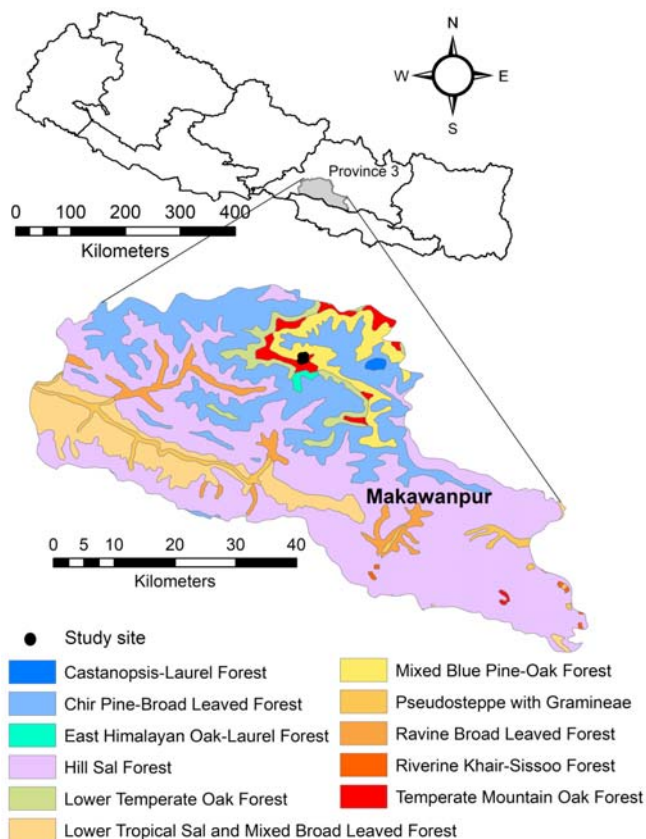 N
W E
S
Province 3
0 100 200 300 400
Kilometers
Makawanpur
0 5 10 20 30 40
Kilometers
Study site
Castanopsis-Laurel Forest
Chir Pine-Broad Leaved Forest
East Himalayan Oak-Laurel Forest
Hill Sal Forest
Lower Temperate Oak Forest
Lower Tropical Sal and Mixed Broad Leaved Forest
Mixed Blue Pine-Oak Forest
Pseudosteppe with Gramineae
Ravine Broad Leaved Forest
Riverine Khair-Sissoo Forest
Temperate Mountain Oak Forest